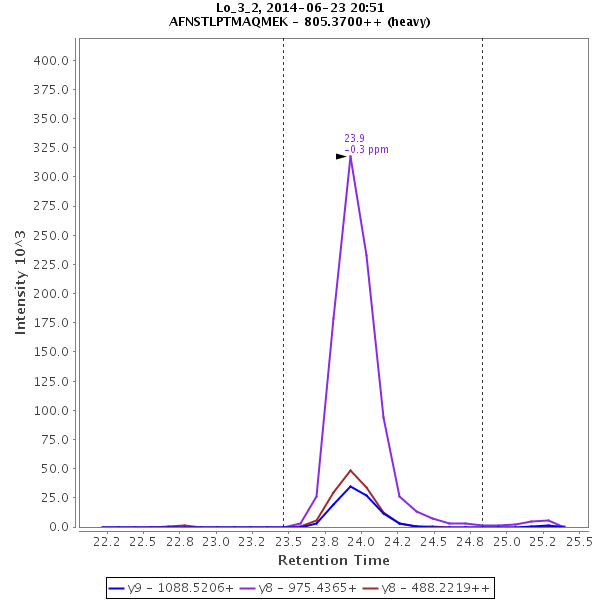 Lo_3_2, 2014-06-23 20:51
AFNSTLPTMAQMEK - 805.3700++ (heavy)
400.0
375.0
350.0
325.0
300.0
275.0
250.0
225.0
200.0
175.0
150.0
125.0
100.0
75.0
50.0
25.0
0.0
Intensity 10^3
23.9
-0.3 ppm
22.2 22.5 22.8 23.0 23.2 23.5 23.8 24.0 24.2 24.5 24.8 25.0 25.2 25.5
Retention Time
y9 - 1088.5206+ y8 - 975.4365+ y8 - 488.2219++